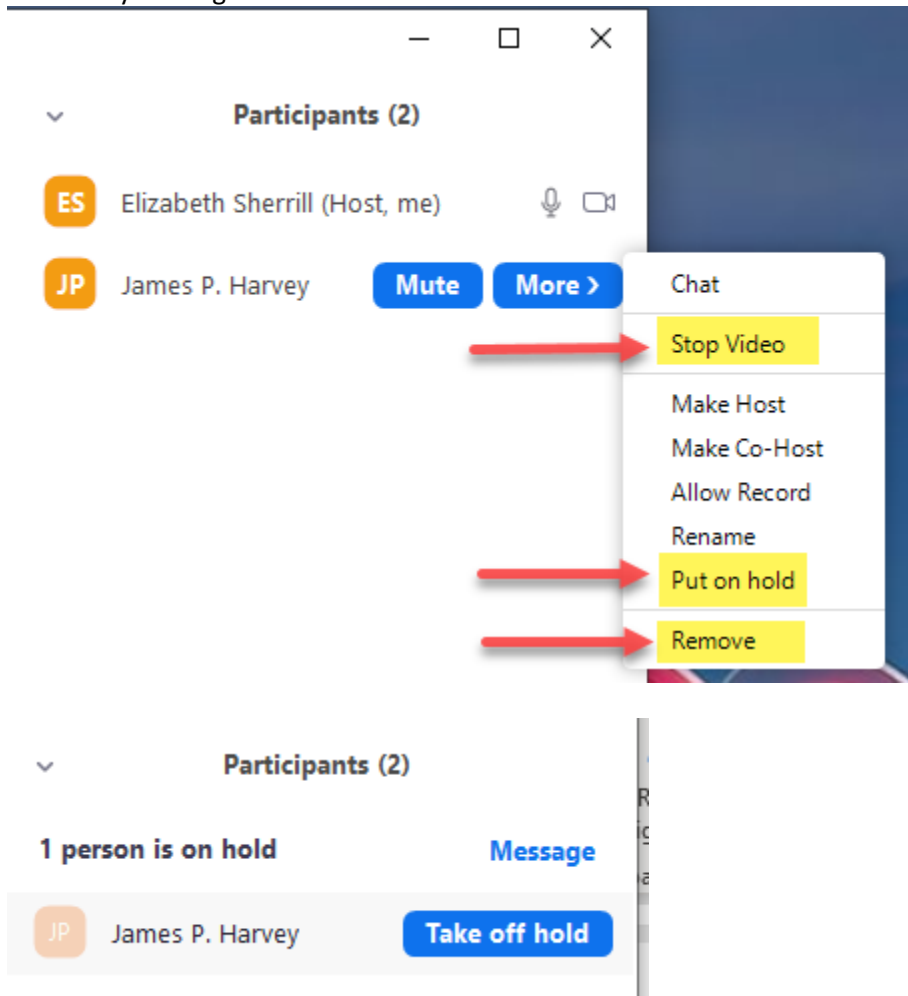 Participants (2)
ES Elizabeth Sherrill (Host, me)
JP James P. Harvey Mute More >
Chat
Stop Video
Make Host
Make Co-Host
Allow Record
Rename
Put on hold
Remove
Participants (2)
1 person is on hold Message
JP James P. Harvey Take off hold